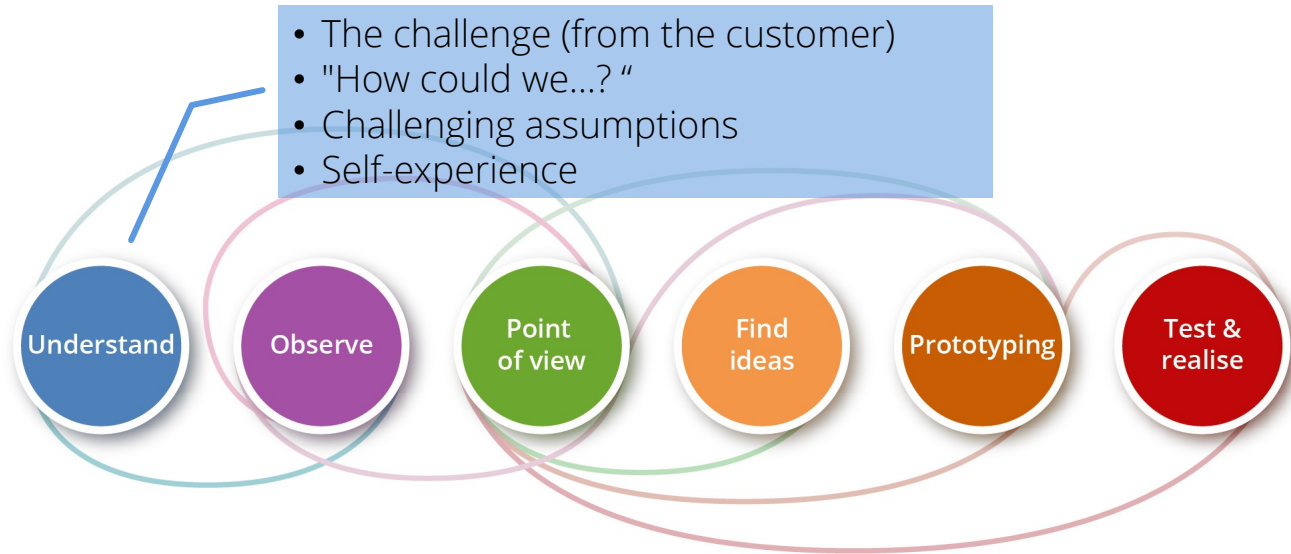 • The challenge (from the customer)
• "How could we...? “
• Challenging assumptions
• Self-experience
Understand
Observe
Point
of view
Find
ideas
Prototyping
Test &
realise